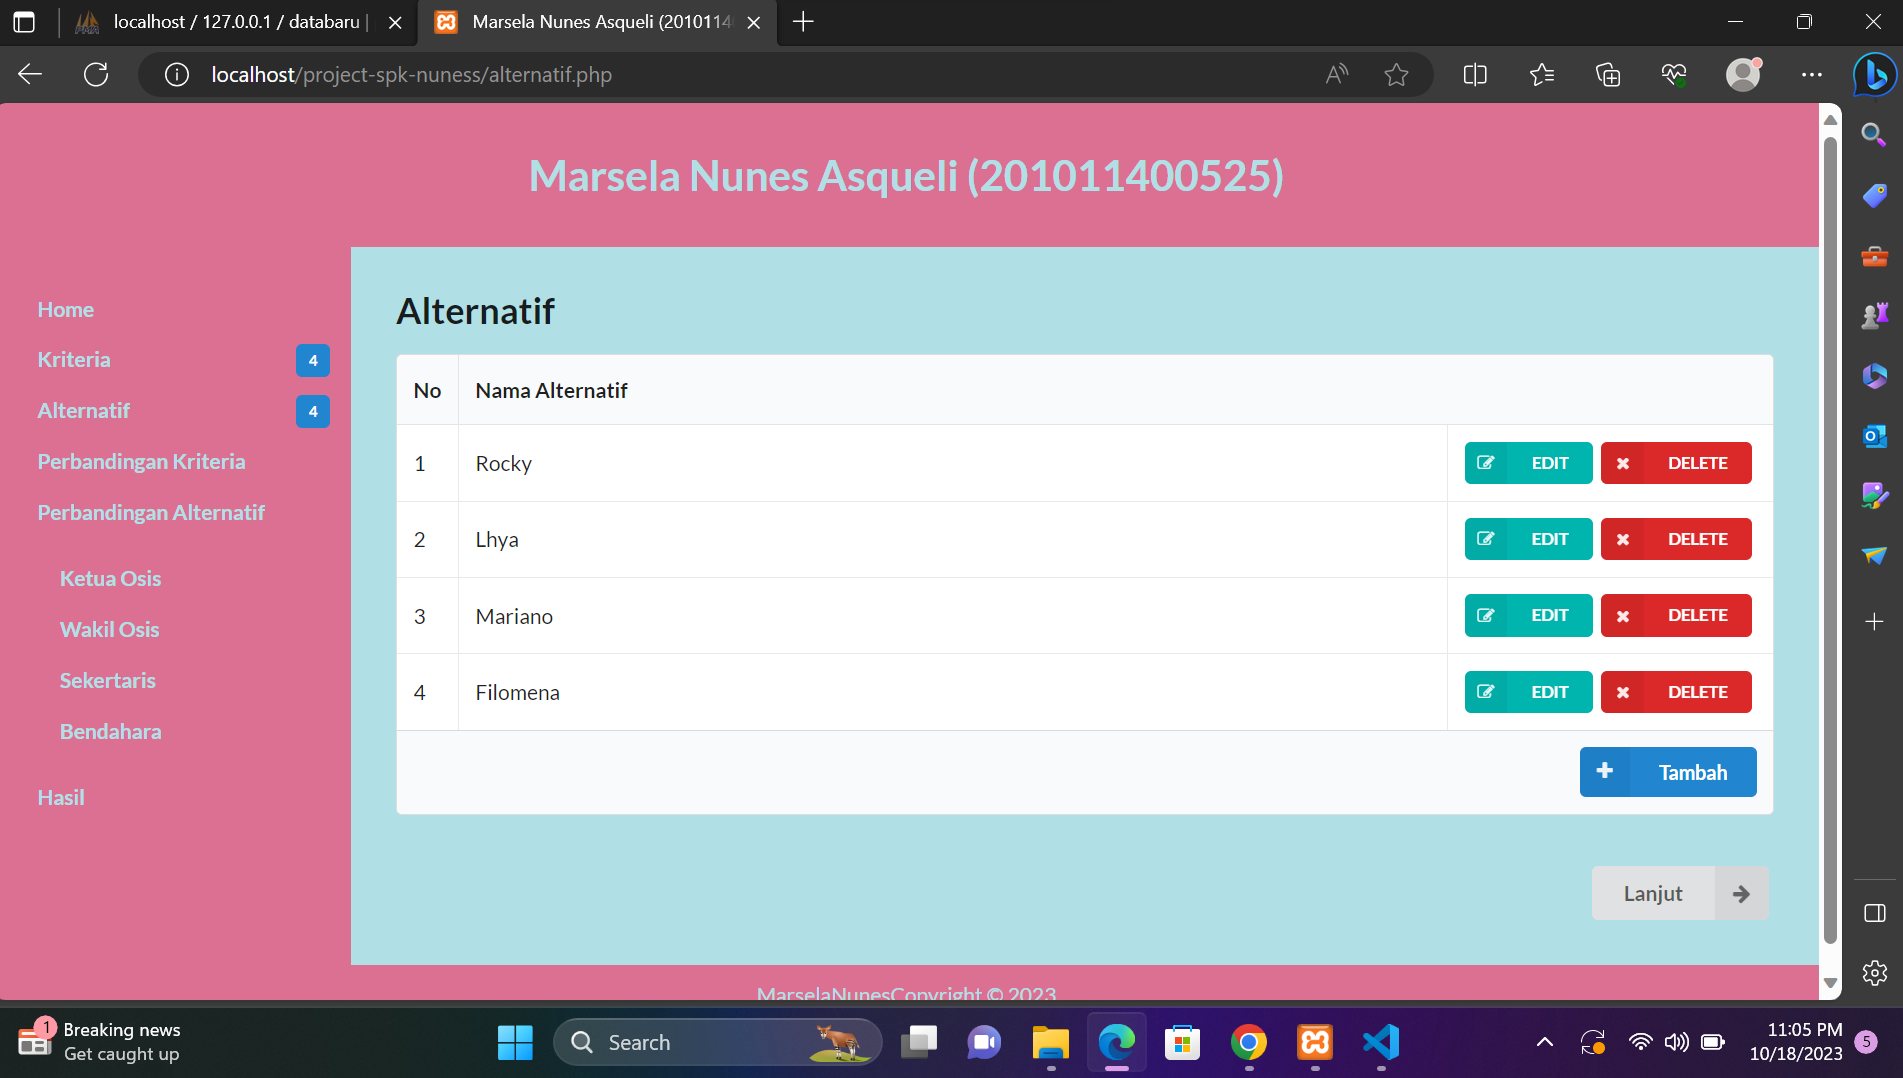 localhost / 127.0.0.1 / databaru |
Marsela Nunes Asqueli (2010114
localhost/project-spk-nuness/alternatif.php
Marsela Nunes Asqueli (201011400525)
Home
Kriteria 4
Alternatif 4
Perbandingan Kriteria
Perbandingan Alternatif
Ketua Osis
Wakil Osis
Sekertaris
Bendahara
Hasil
Alternatif
No Nama Alternatif
1 Rocky EDIT DELETE
2 Lhya EDIT DELETE
3 Mariano EDIT DELETE
4 Filomena EDIT DELETE
Tambah
Lanjut
MarselaNunesCopyright © 2023
1
Breaking news
Get caught up
Search
11:05 PM
10/18/2023
5